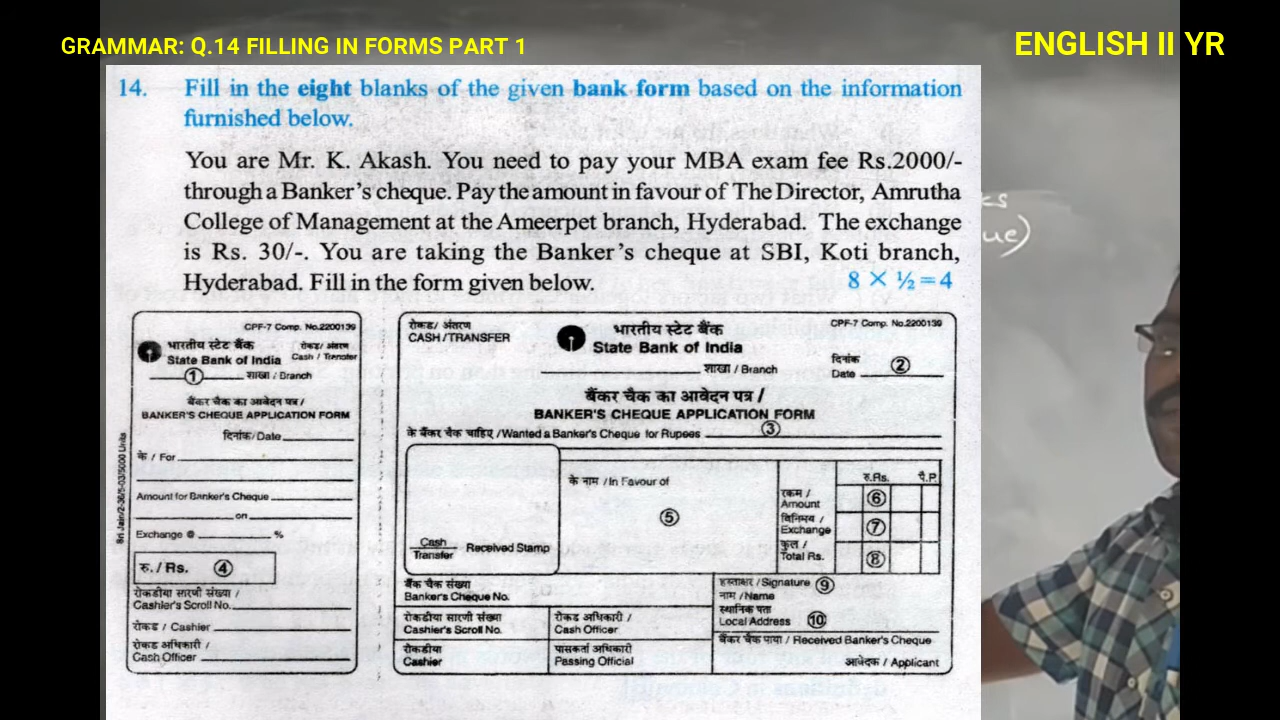 GRAMMAR: Q.14 FILLING IN FORMS PART 1
ENGLISH II YR
14. Fill in the eight blanks of the given bank form based on the information
furnished below.
You are Mr. K. Akash. You need to pay your MBA exam fee Rs.2000/-
through a Banker's cheque. Pay the amount in favour of The Director, Amrutha
College of Management at the Ameerpet branch, Hyderabad. The exchange
is Rs. 30/-. You are taking the Banker's cheque at SBI, Koti branch,
Hyderabad. Fill in the form given below.
8 × ½ = 4
CPF-7 Comp. No.2200139
भारतीय स्टेट बैंक रोकड/ अंतरण
State Bank of India Cash / Transfer
① शाखा / Branch
बैंकर चैक का आवेदन पत्र /
BANKER'S CHEQUE APPLICATION FORM
दिनांक/Date
के / For
Amount for Banker's Cheque
on
Exchange @ %
रु. / Rs. ④
रोकडीया सारणी संख्या /
Cashier's Scroll No.
रोकड / Cashier
रोकड अधिकारी /
Cash Officer
Sri Jain/2-36/5-03/5000 Units
रोकड/ अंतरण
CASH/TRANSFER
भारतीय स्टेट बैंक
State Bank of India
शाखा / Branch
CPF-7 Comp. No.2200139
दिनांक
Date ②
बैंकर चैक का आवेदन पत्र /
BANKER'S CHEQUE APPLICATION FORM
के बैंकर चैक चाहिए /Wanted a Banker's Cheque for Rupees ③
Cash
Transfer Received Stamp
के नाम / In Favour of
⑤
रु.Rs. पै.P.
रकम /
Amount ⑥
विनिमय /
Exchange ⑦
कुल /
Total Rs. ⑧
बैंक चैक संख्या
Banker's Cheque No.
रोकडीया सारणी संख्या
Cashier's Scroll No.
रोकड अधिकारी /
Cash Officer
रोकडीया
Cashier
पासकर्ता अधिकारी
Passing Official
हस्ताक्षर / Signature ⑨
नाम /Name
स्थानिक पता
Local Address ⑩
बैंकर चैक पाया / Received Banker's Cheque
आवेदक / Applicant